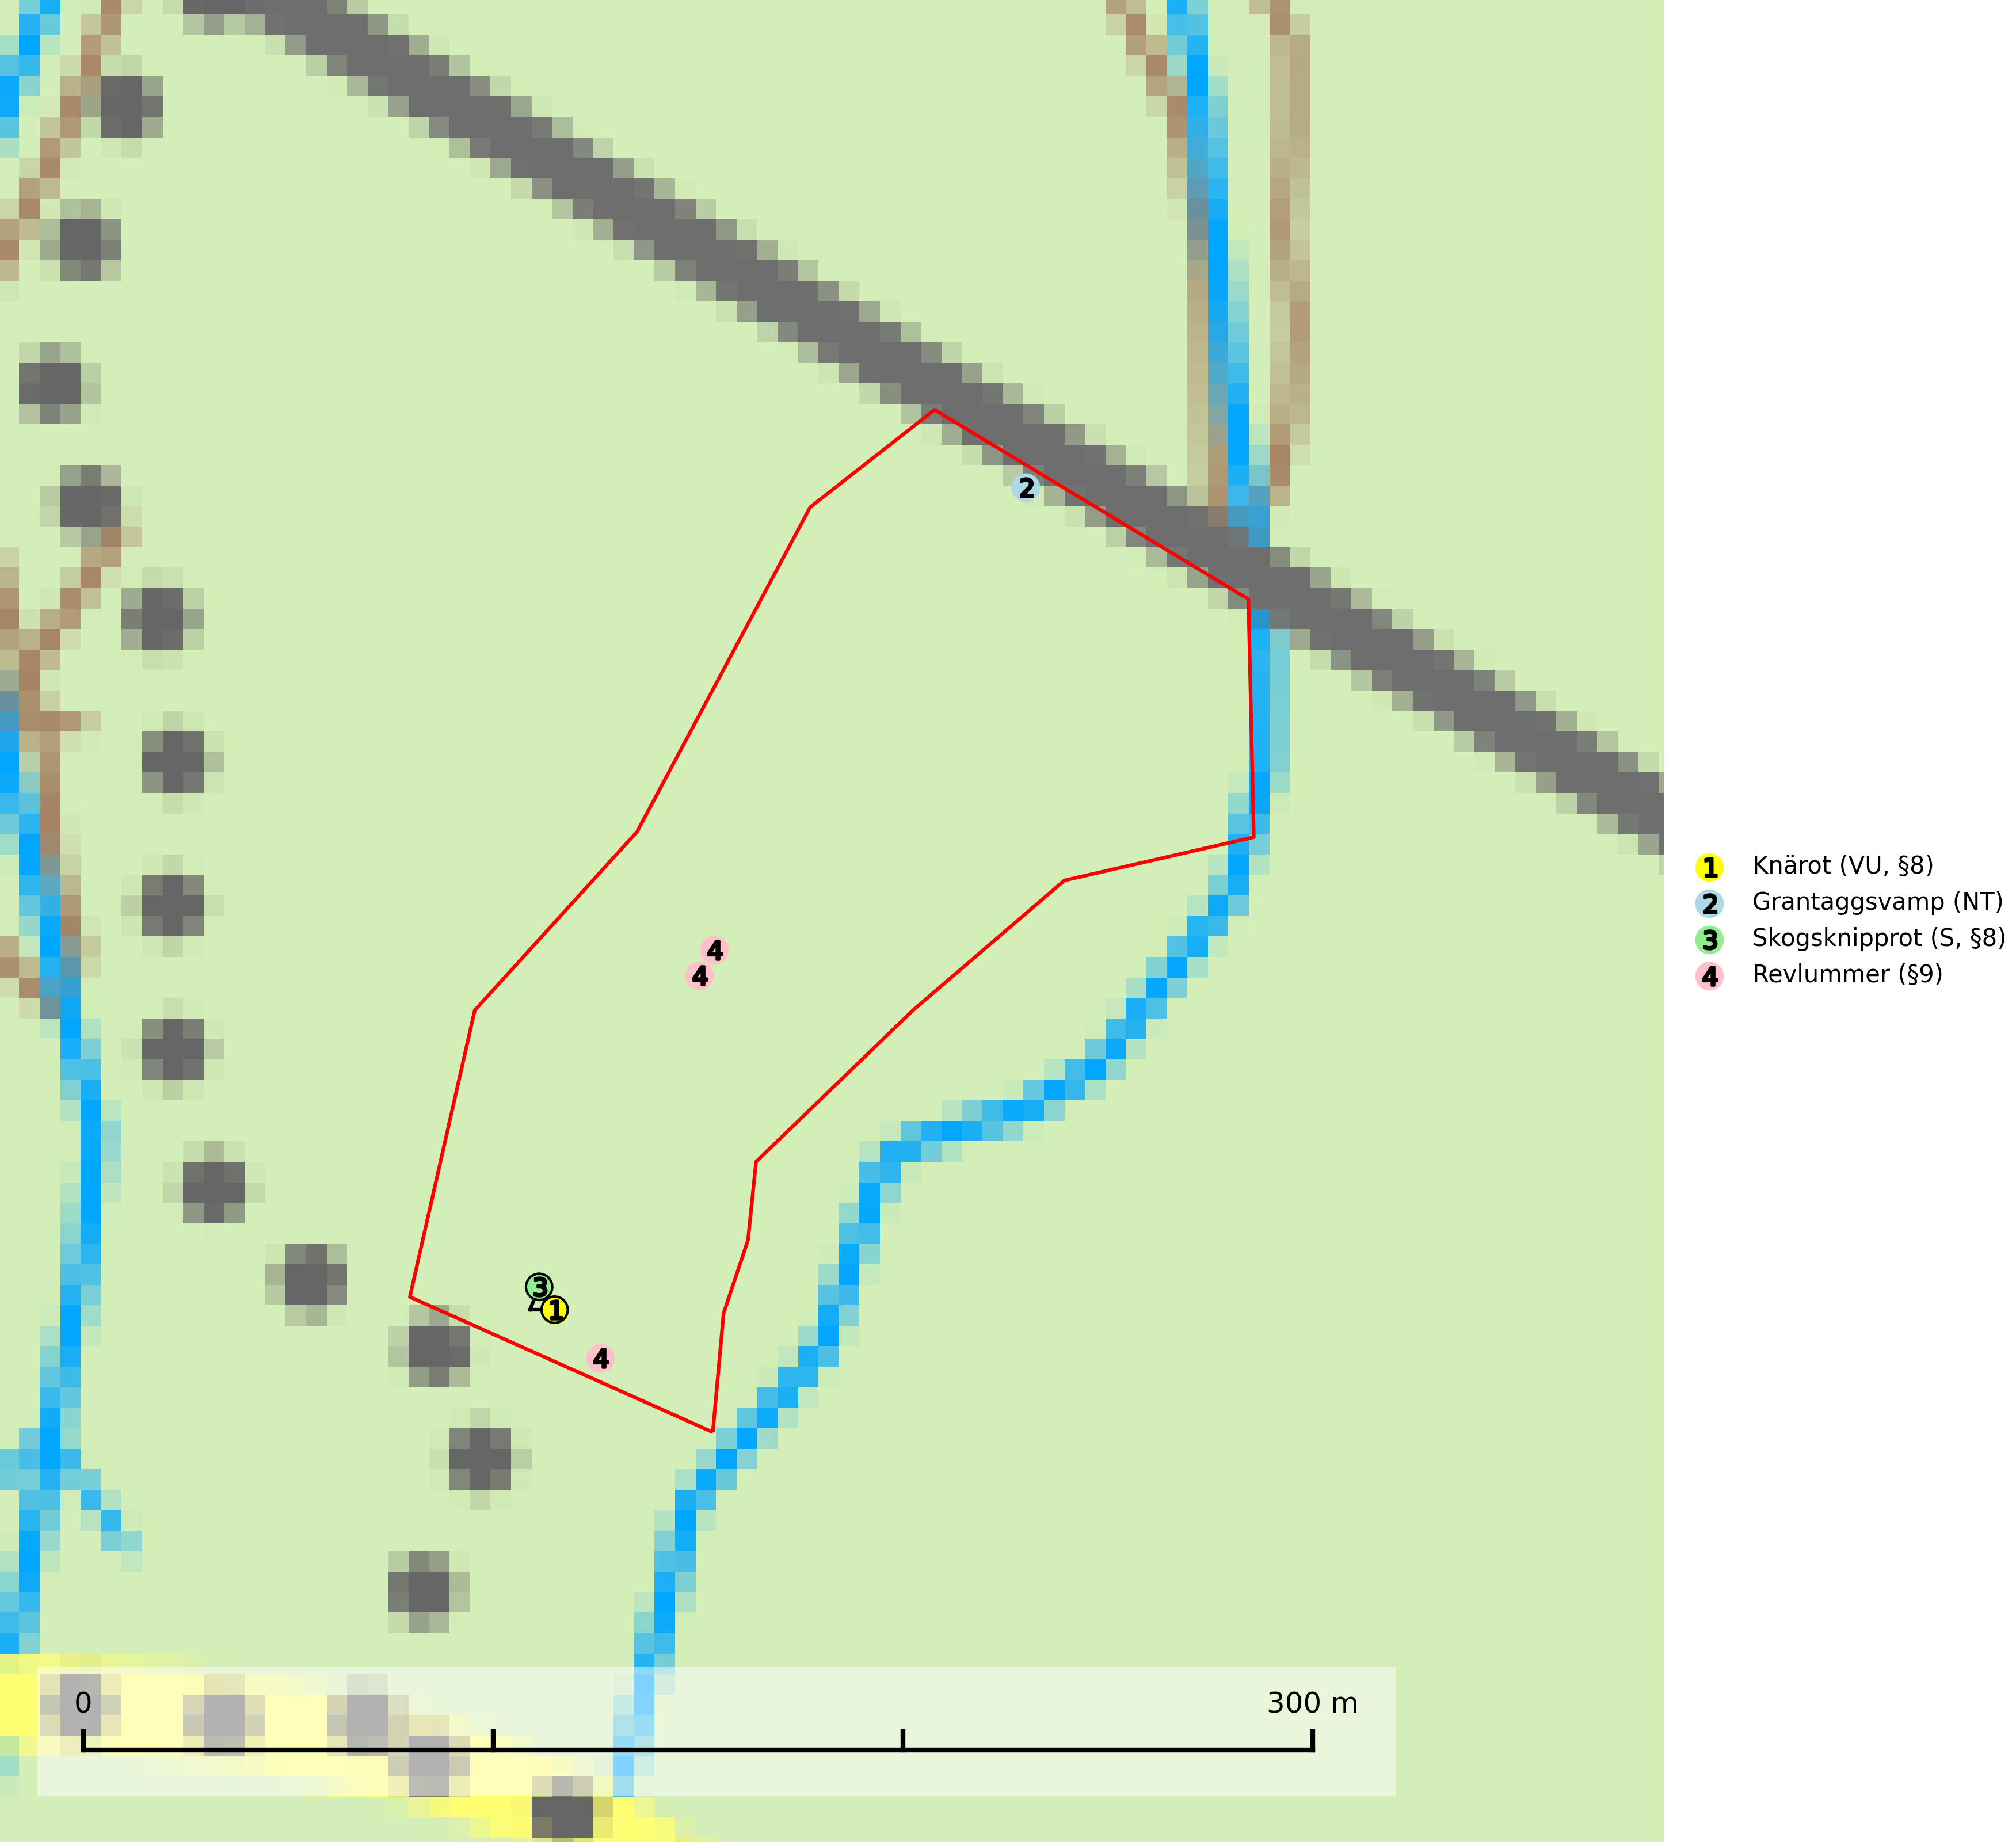 2
4
4
3
1
4
1 Knärot (VU, §8)
2 Grantaggsvamp (NT)
3 Skogsknipprot (S, §8)
4 Revlummer (§9)
0 300 m